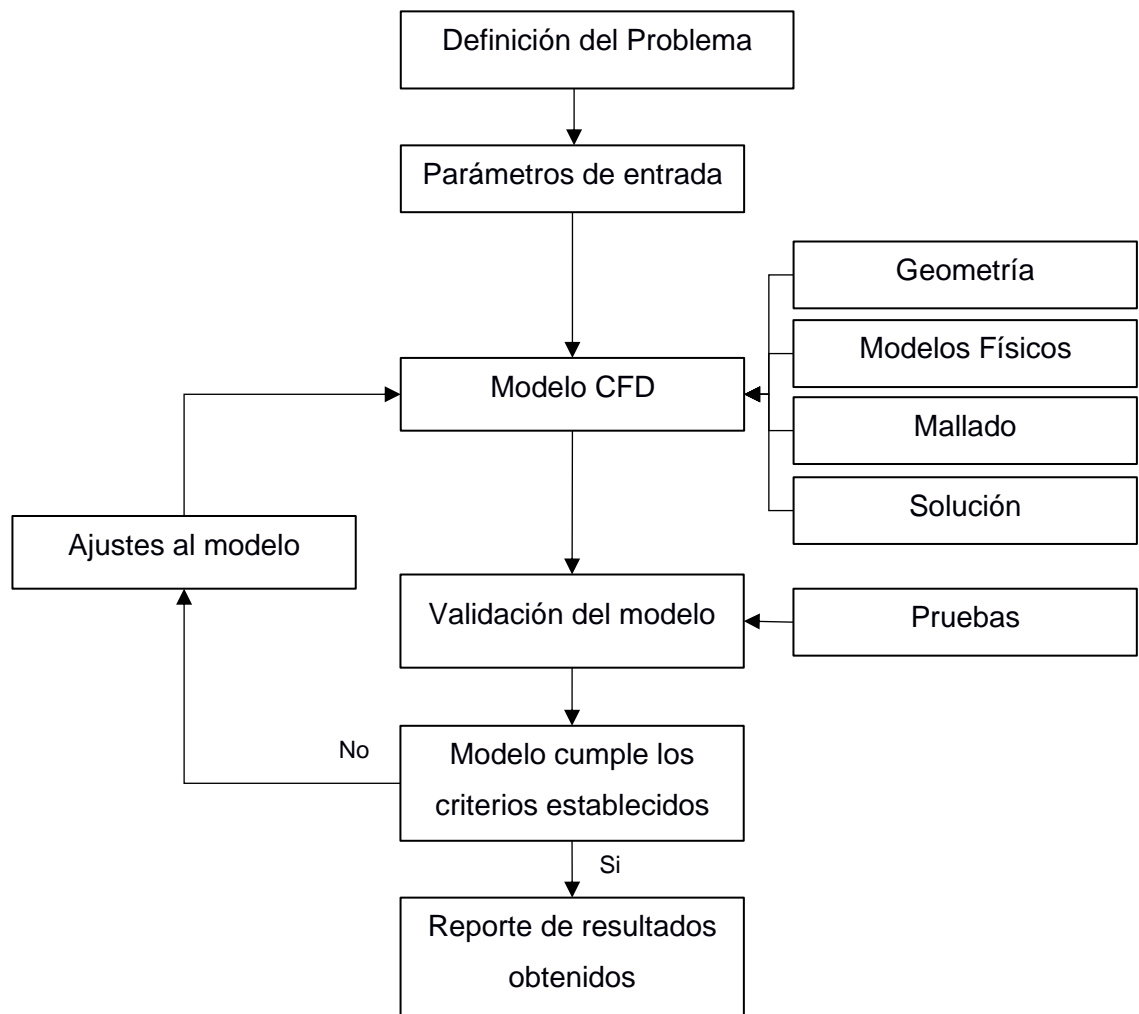 Definición del Problema
Parámetros de entrada
Geometría
Modelos Físicos
Modelo CFD
Mallado
Solución
Ajustes al modelo
Validación del modelo
Pruebas
No
Modelo cumple los
criterios establecidos
Si
Reporte de resultados
obtenidos